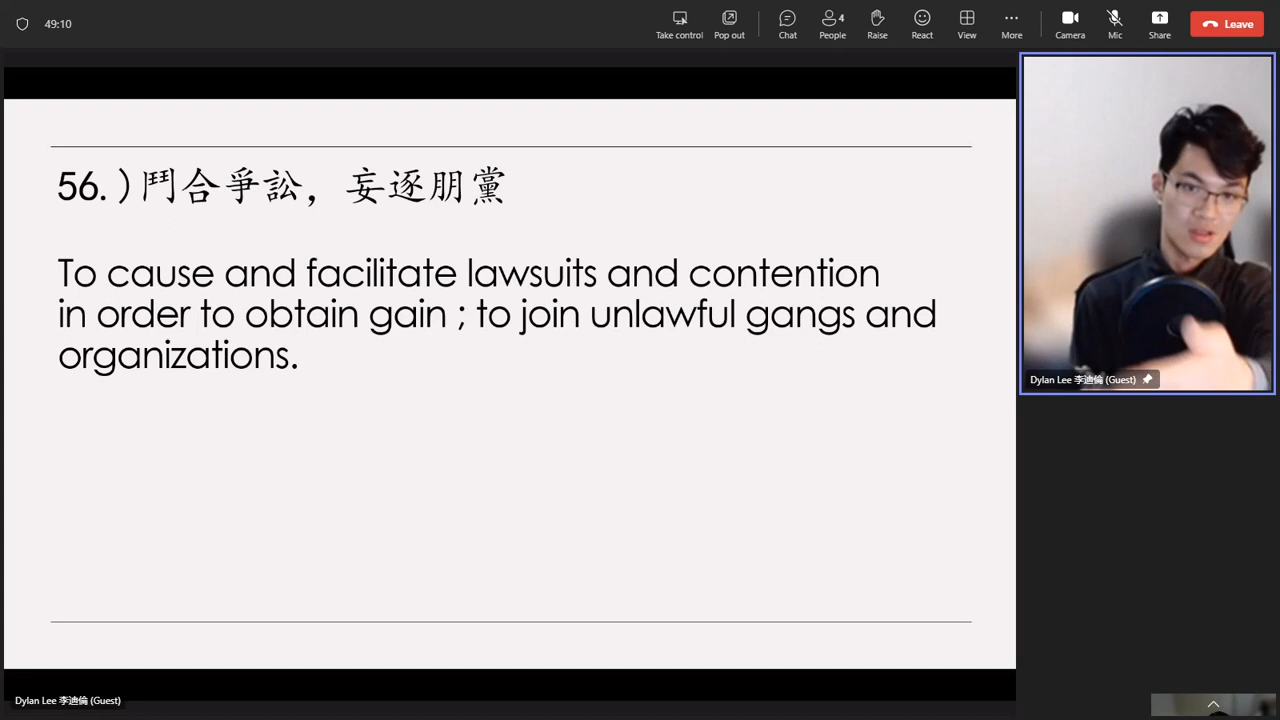 49:10
Take control
Pop out
Chat
4
People
Raise
React
View
More
Camera
Mic
Share
Leave
56. ) 鬥合爭訟，妄逐朋黨
To cause and facilitate lawsuits and contention
in order to obtain gain ; to join unlawful gangs and
organizations.
Dylan Lee 李迪倫 (Guest)
Dylan Lee 李迪倫 (Guest)